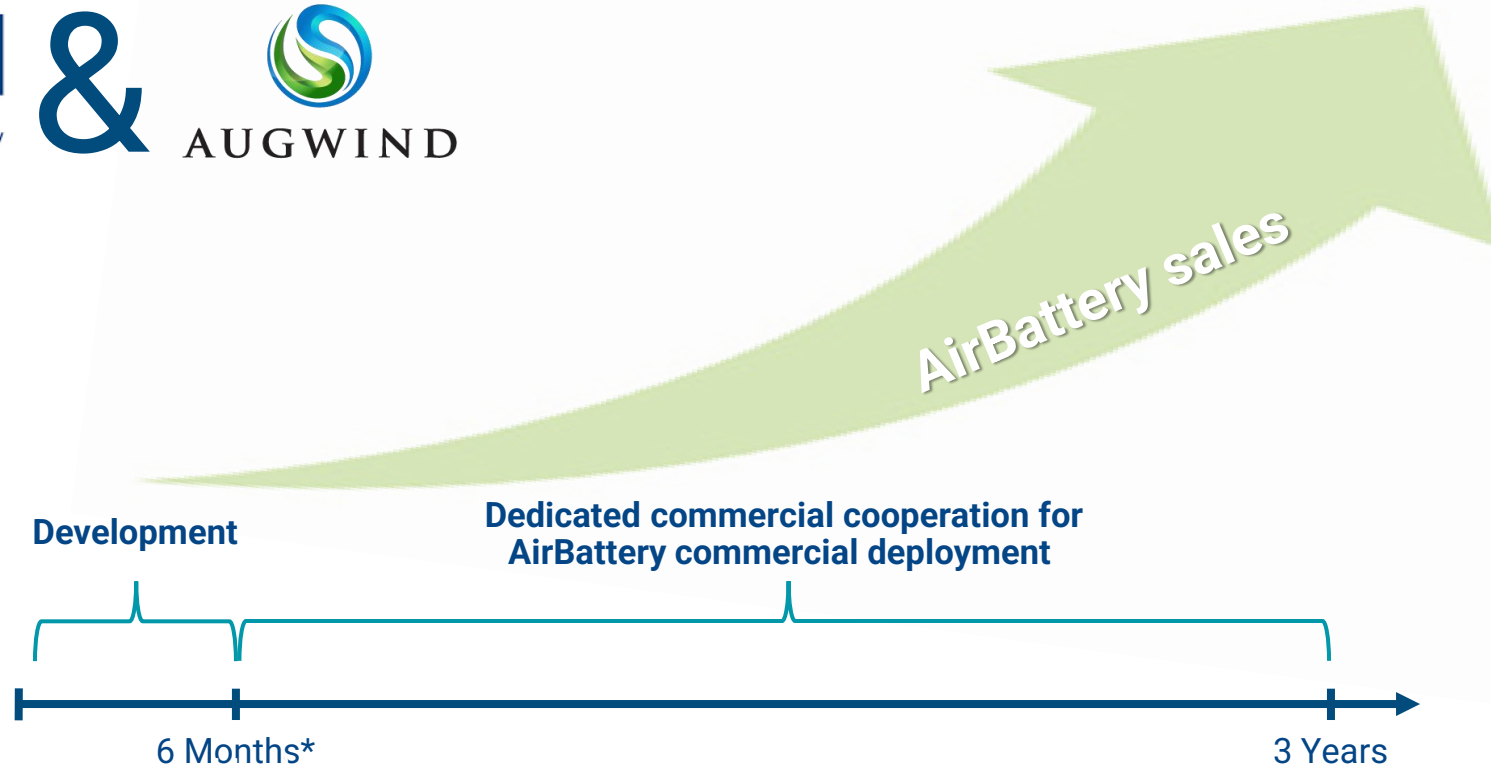 &
AUGWIND
AirBattery sales
Development
Dedicated commercial cooperation for
AirBattery commercial deployment
6 Months*
3 Years